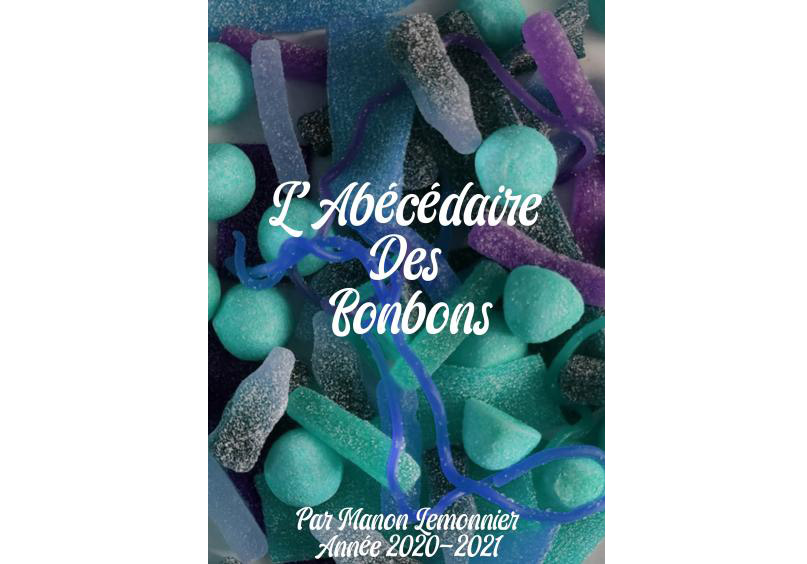 L'Abécédaire
Des
Bonbons
Par Manon Lemonnier
Année 2020-2021